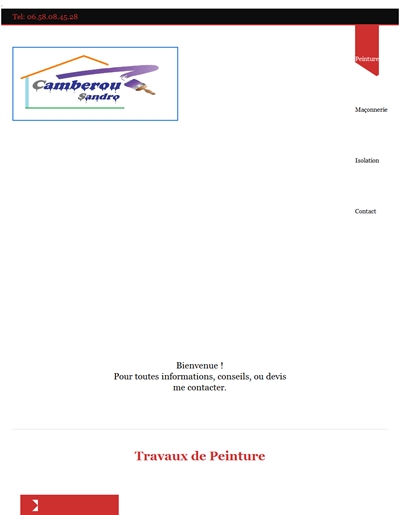 Tel: 06.58.08.45.28
Camberou
Sandro
Peinture
Maçonnerie
Isolation
Contact
Bienvenue !
Pour toutes informations, conseils, ou devis
me contacter.
Travaux de Peinture